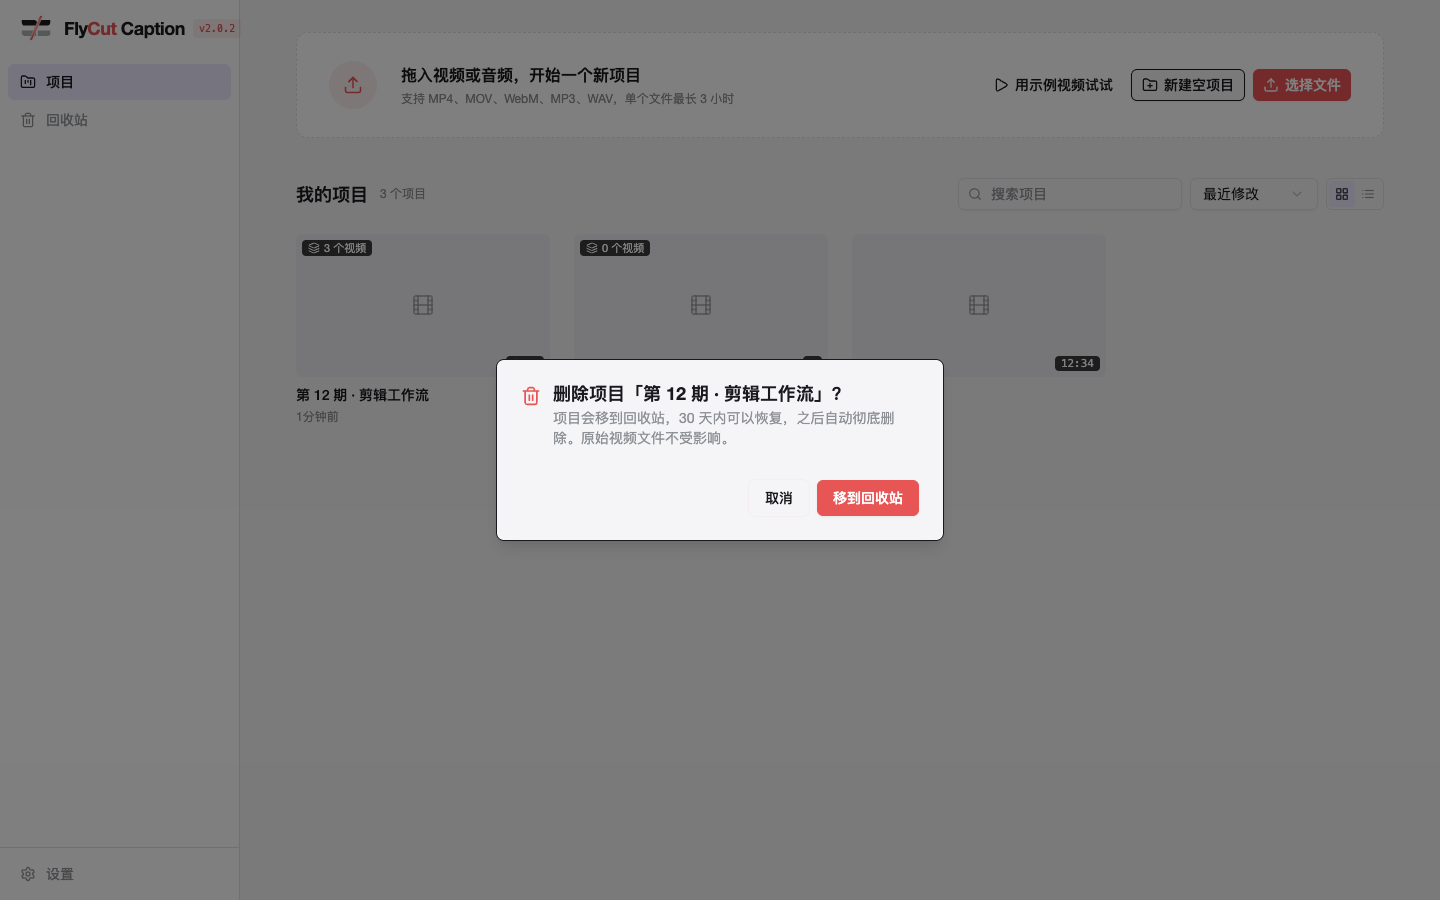 FlyCut Caption v2.0.2
项目
回收站
拖入视频或音频，开始一个新项目
支持 MP4、MOV、WebM、MP3、WAV，单个文件最长 3 小时
用示例视频试试
新建空项目
选择文件
我的项目
3 个项目
搜索项目
最近修改
3 个视频
0 个视频
12:34
第 12 期 · 剪辑工作流
1分钟前
删除项目「第 12 期 · 剪辑工作流」？
项目会移到回收站，30 天内可以恢复，之后自动彻底删
除。原始视频文件不受影响。
取消
移到回收站
设置